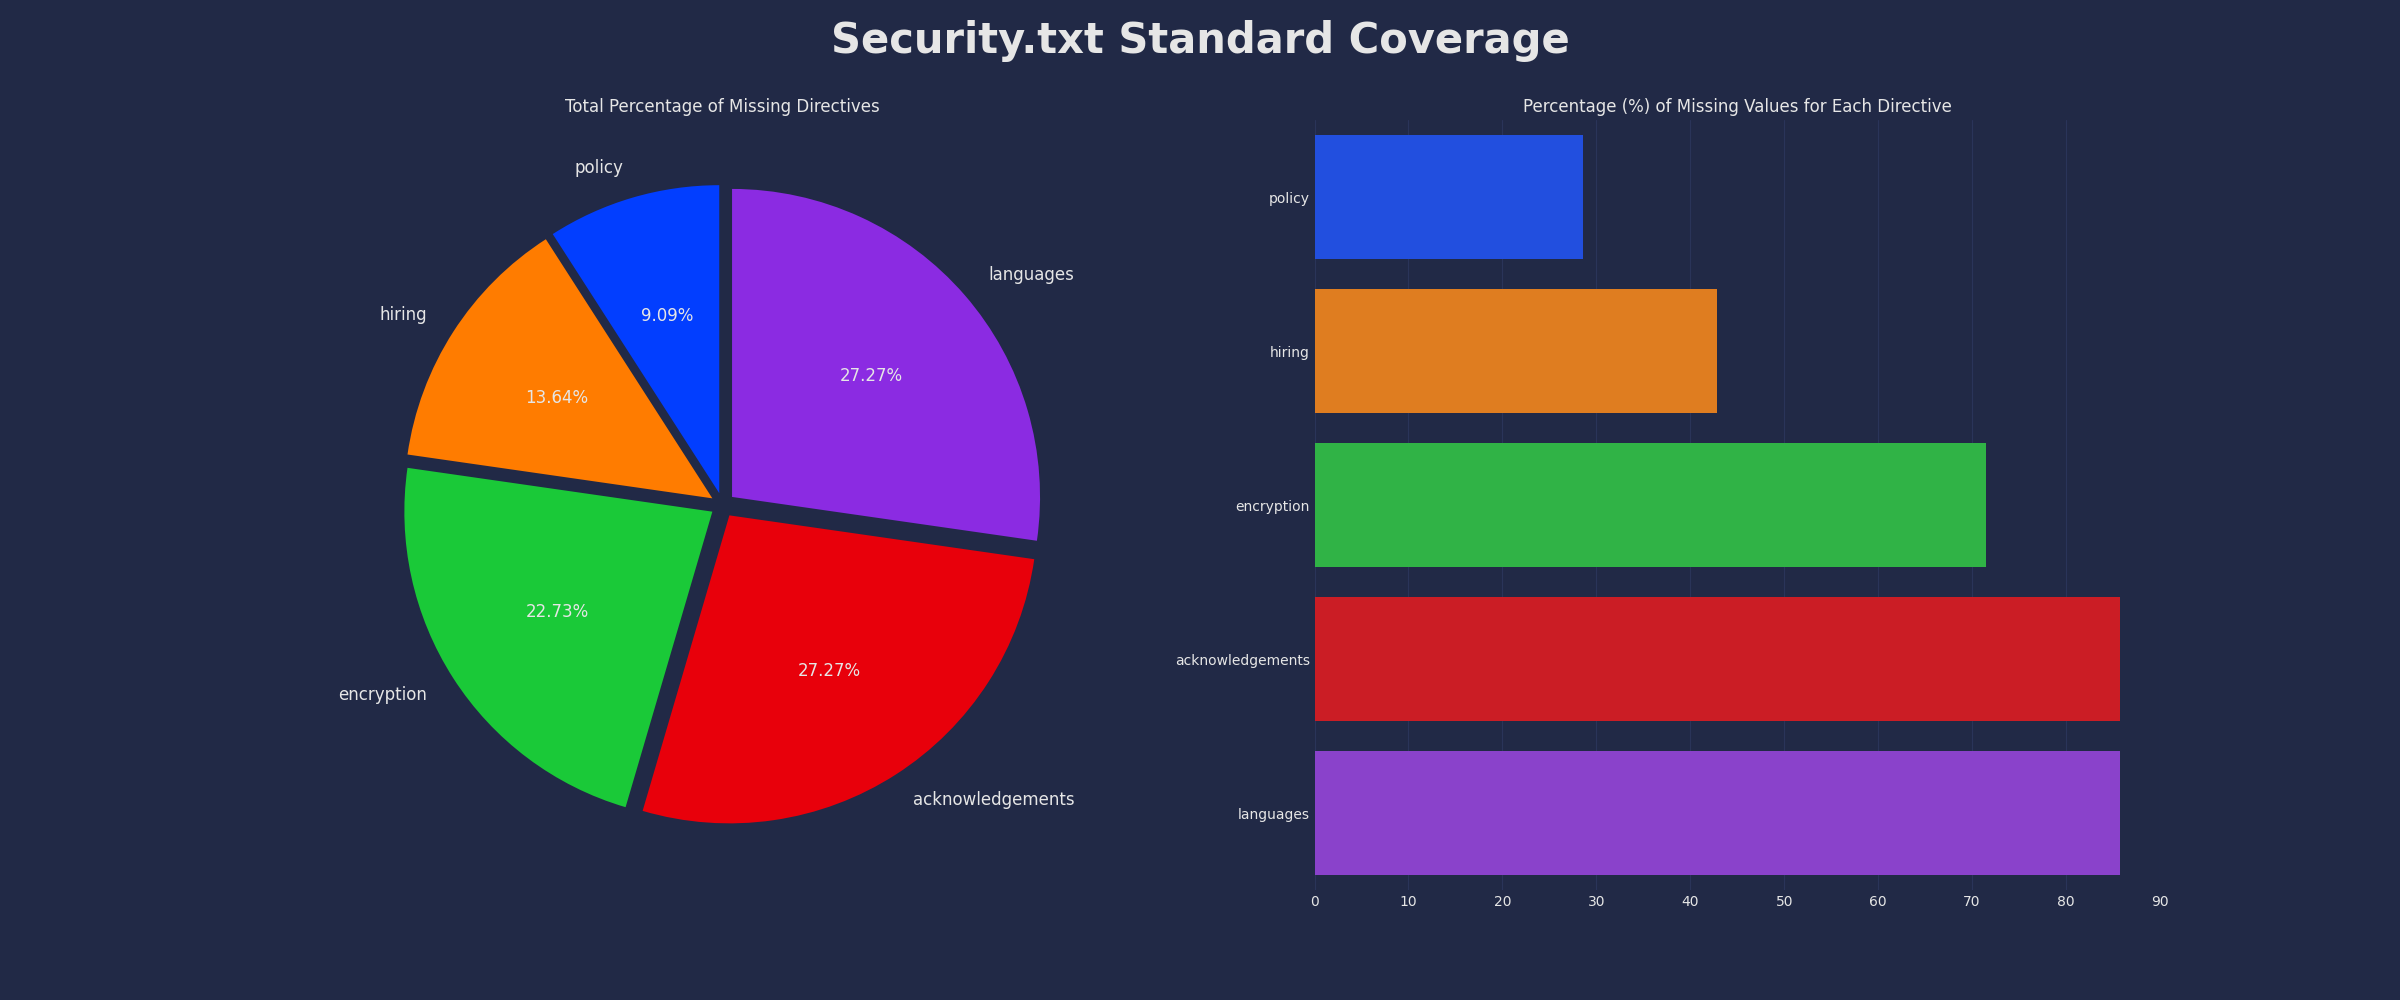 Security.txt Standard Coverage
Total Percentage of Missing Directives
policy
languages
hiring
9.09%
27.27%
13.64%
22.73%
27.27%
encryption
acknowledgements
Percentage (%) of Missing Values for Each Directive
policy
hiring
encryption
acknowledgements
languages
0 10 20 30 40 50 60 70 80 90